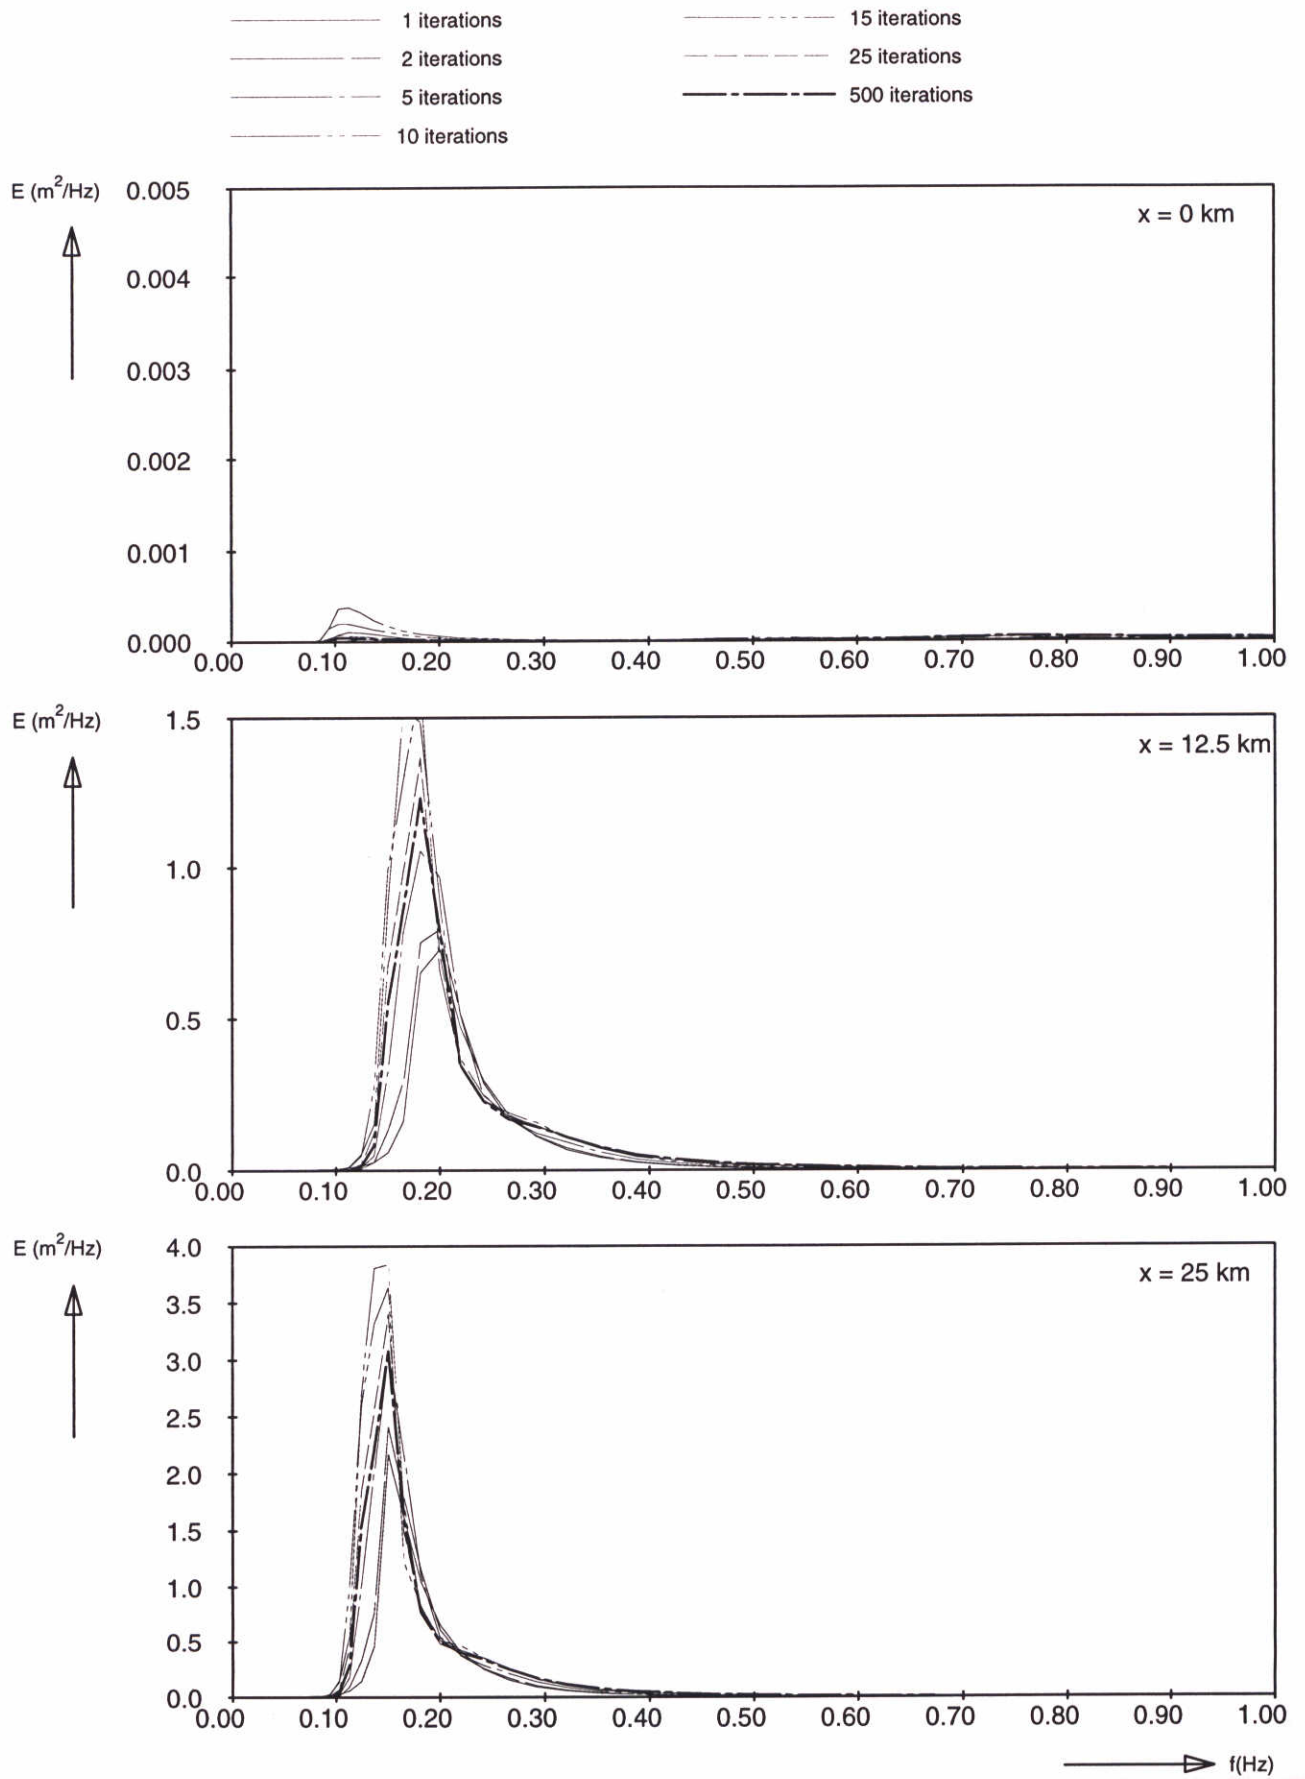 1 iterations
2 iterations
5 iterations
10 iterations
15 iterations
25 iterations
500 iterations
E (m²/Hz)
0.005
0.004
0.003
0.002
0.001
0.000
x = 0 km
0.00 0.10 0.20 0.30 0.40 0.50 0.60 0.70 0.80 0.90 1.00
E (m²/Hz)
1.5
1.0
0.5
0.0
x = 12.5 km
0.00 0.10 0.20 0.30 0.40 0.50 0.60 0.70 0.80 0.90 1.00
E (m²/Hz)
4.0
3.5
3.0
2.5
2.0
1.5
1.0
0.5
0.0
x = 25 km
0.00 0.10 0.20 0.30 0.40 0.50 0.60 0.70 0.80 0.90 1.00
f(Hz)